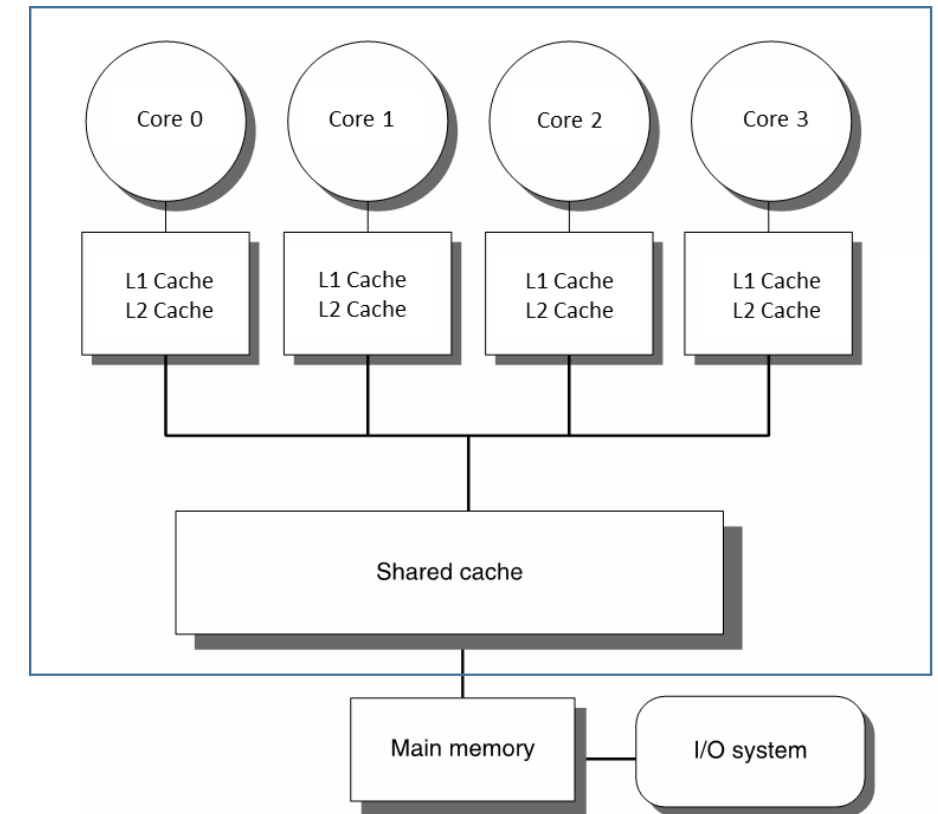 Core 0
Core 1
Core 2
Core 3
L1 Cache
L2 Cache
L1 Cache
L2 Cache
L1 Cache
L2 Cache
L1 Cache
L2 Cache
Shared cache
Main memory
I/O system